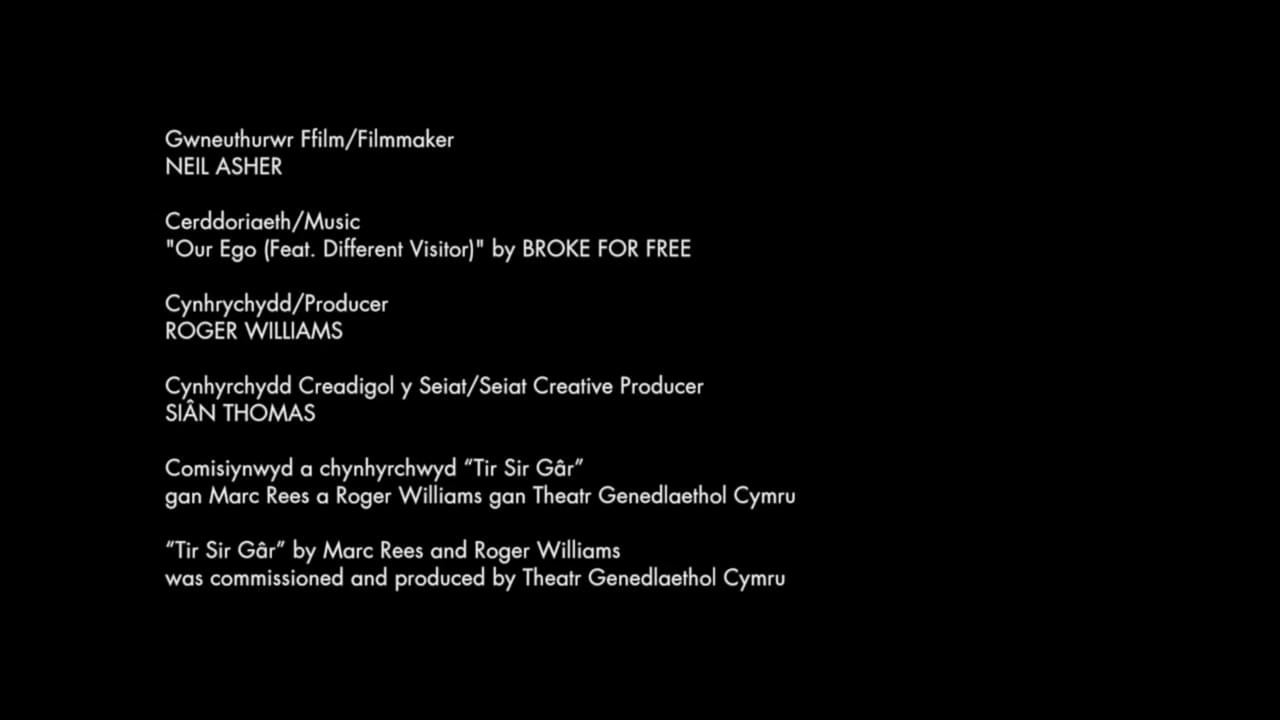 Gwneuthurwr Ffilm/Filmmaker
NEIL ASHER
Cerddoriaeth/Music
"Our Ego (Feat. Different Visitor)" by BROKE FOR FREE
Cynhrychydd/Producer
ROGER WILLIAMS
Cynhyrchydd Creadigol y Seiat/Seiat Creative Producer
SIÂN THOMAS
Comisiynwyd a chynhyrchwyd “Tir Sir Gâr”
gan Marc Rees a Roger Williams gan Theatr Genedlaethol Cymru
“Tir Sir Gâr” by Marc Rees and Roger Williams
was commissioned and produced by Theatr Genedlaethol Cymru